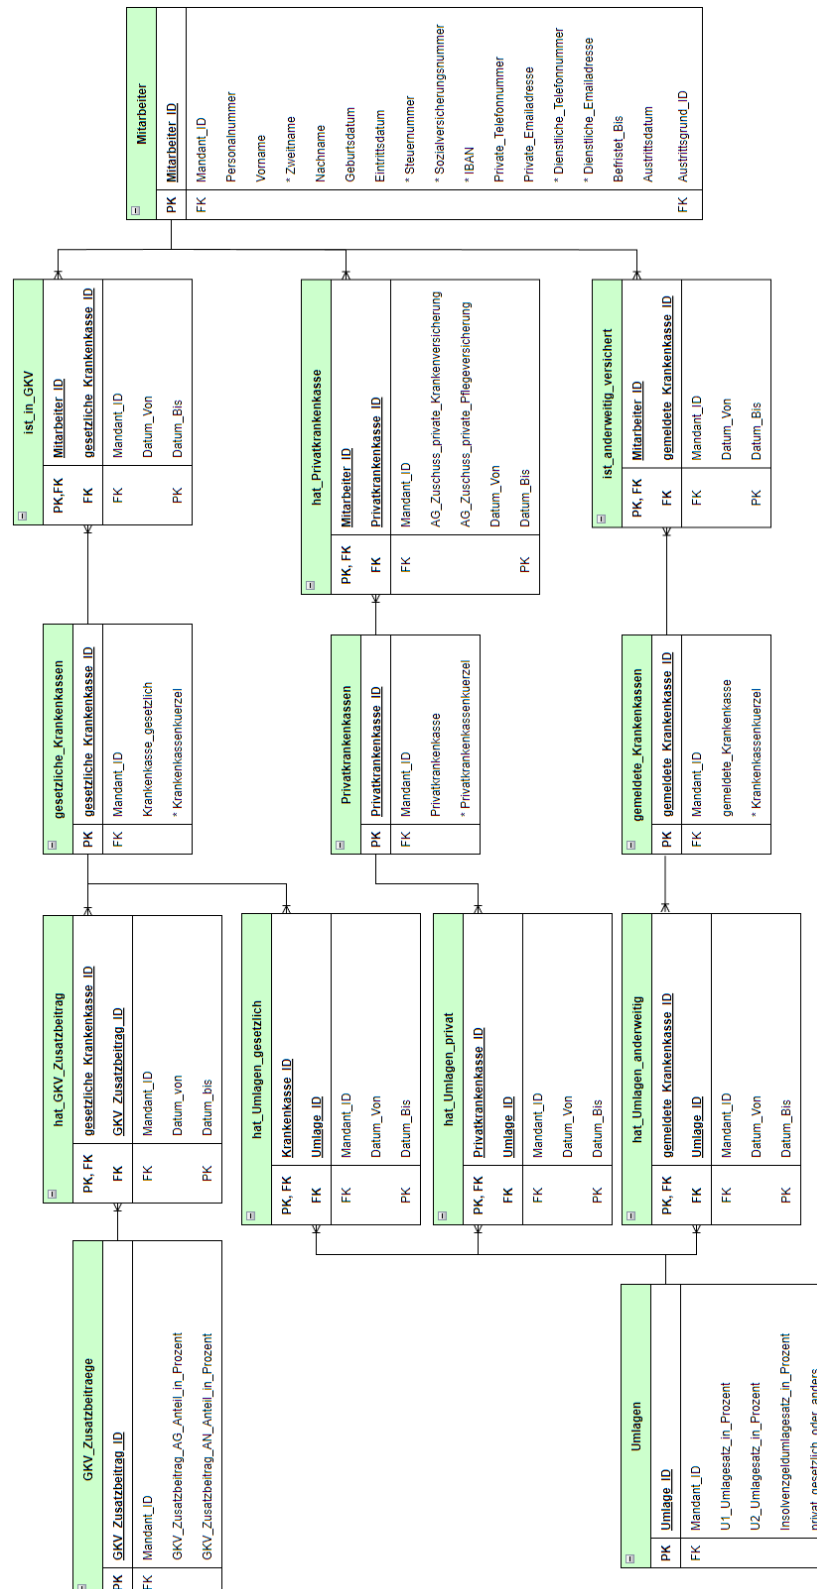 Mitarbeiter
PK Mitarbeiter_ID
FK Mandant_ID
Personalnummer
Vorname
* Zweitname
Nachname
Geburtsdatum
Eintrittsdatum
* Steuernummer
* Sozialversicherungsnummer
* IBAN
Private_Telefonnummer
Private_Emailadresse
* Dienstliche_Telefonnummer
* Dienstliche_Emailadresse
Befristet_Bis
Austrittsdatum
FK Austrittsgrund_ID
ist_in_GKV
PK,FK Mitarbeiter_ID
FK gesetzliche_Krankenkasse_ID
FK Mandant_ID
Datum_Von
PK Datum_Bis
hat_Privatkrankenkasse
PK, FK Mitarbeiter_ID
FK Privatkrankenkasse_ID
FK Mandant_ID
AG_Zuschuss_private_Krankenversicherung
AG_Zuschuss_private_Pflegeversicherung
Datum_Von
PK Datum_Bis
ist_anderweitig_versichert
PK, FK Mitarbeiter_ID
FK gemeldete_Krankenkasse_ID
FK Mandant_ID
Datum_Von
PK Datum_Bis
gesetzliche_Krankenkassen
PK gesetzliche_Krankenkasse_ID
FK Mandant_ID
Krankenkasse_gesetzlich
* Krankenkassenkuerzel
Privatkrankenkassen
PK Privatkrankenkasse_ID
FK Mandant_ID
Privatkrankenkasse
* Privatkrankenkassenkuerzel
gemeldete_Krankenkassen
PK gemeldete_Krankenkasse_ID
FK Mandant_ID
gemeldete_Krankenkasse
* Krankenkassenkuerzel
hat_GKV_Zusatzbeitrag
PK, FK gesetzliche_Krankenkasse_ID
FK GKV_Zusatzbeitrag_ID
FK Mandant_ID
Datum_von
PK Datum_bis
hat_Umlagen_gesetzlich
PK, FK Krankenkasse_ID
FK Umlage_ID
FK Mandant_ID
Datum_Von
PK Datum_Bis
hat_Umlagen_privat
PK, FK Privatkrankenkasse_ID
FK Umlage_ID
FK Mandant_ID
Datum_Von
PK Datum_Bis
hat_Umlagen_anderweitig
PK, FK gemeldete_Krankenkasse_ID
FK Umlage_ID
FK Mandant_ID
Datum_Von
PK Datum_Bis
GKV_Zusatzbeitraege
PK GKV_Zusatzbeitrag_ID
FK Mandant_ID
GKV_Zusatzbeitrag_AG_Anteil_in_Prozent
GKV_Zusatzbeitrag_AN_Anteil_in_Prozent
Umlagen
PK Umlage_ID
FK Mandant_ID
U1_Umlagesatz_in_Prozent
U2_Umlagesatz_in_Prozent
Insolvenzgeldumlagesatz_in_Prozent
privat_gesetzlich_oder_anders